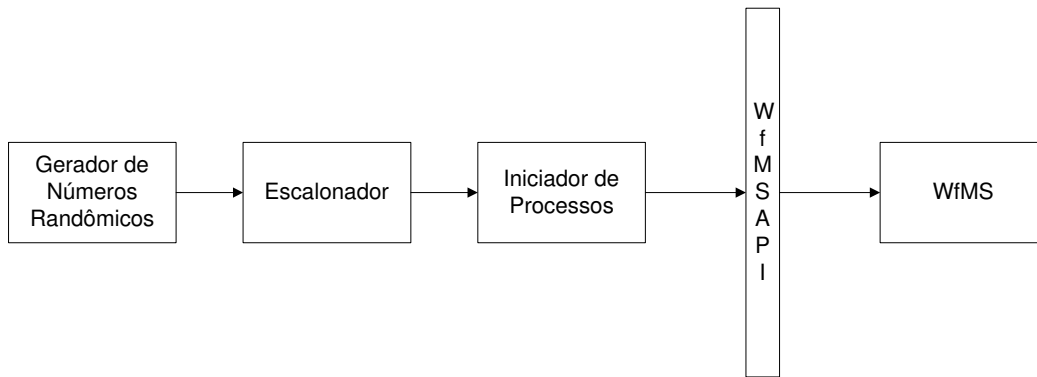 Gerador de
Números
Randômicos
Escalonador
Iniciador de
Processos
W
f
M
S
A
P
I
WfMS